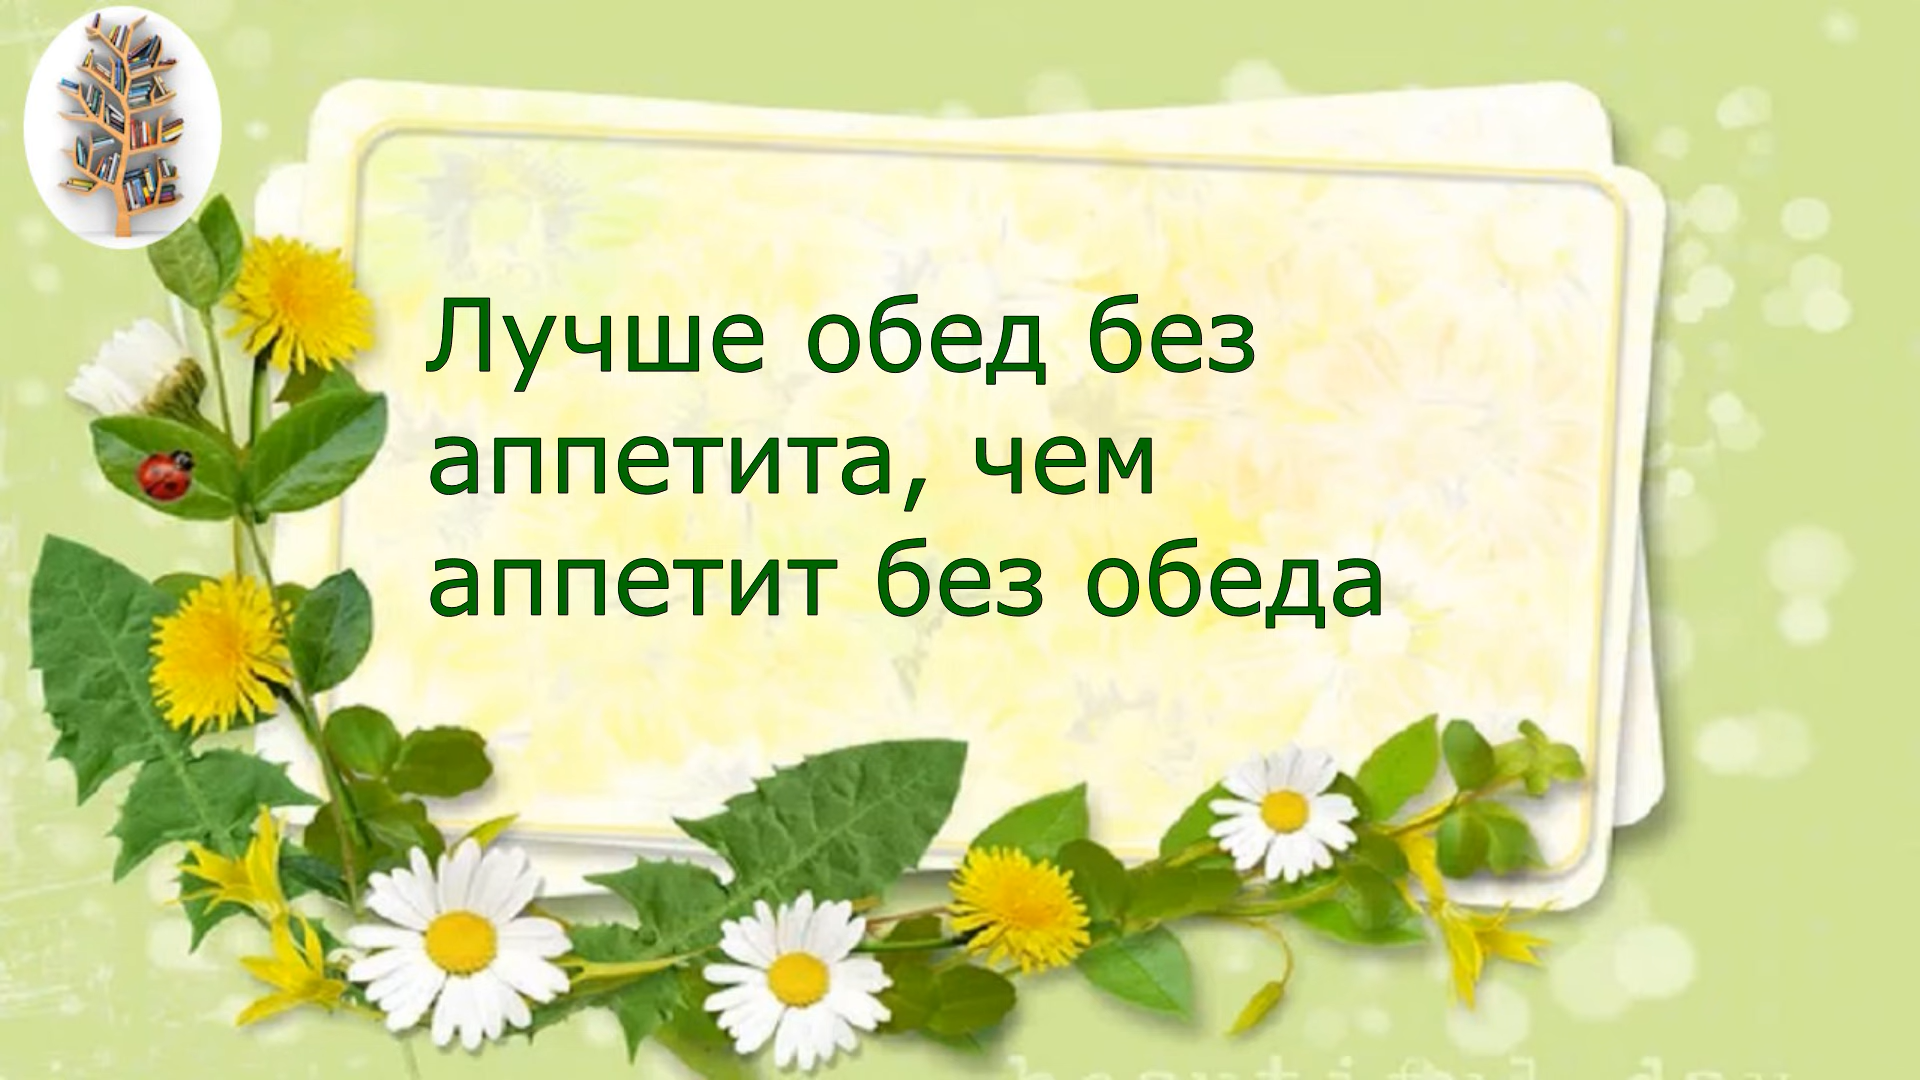 Лучше обед без
аппетита, чем
аппетит без обеда